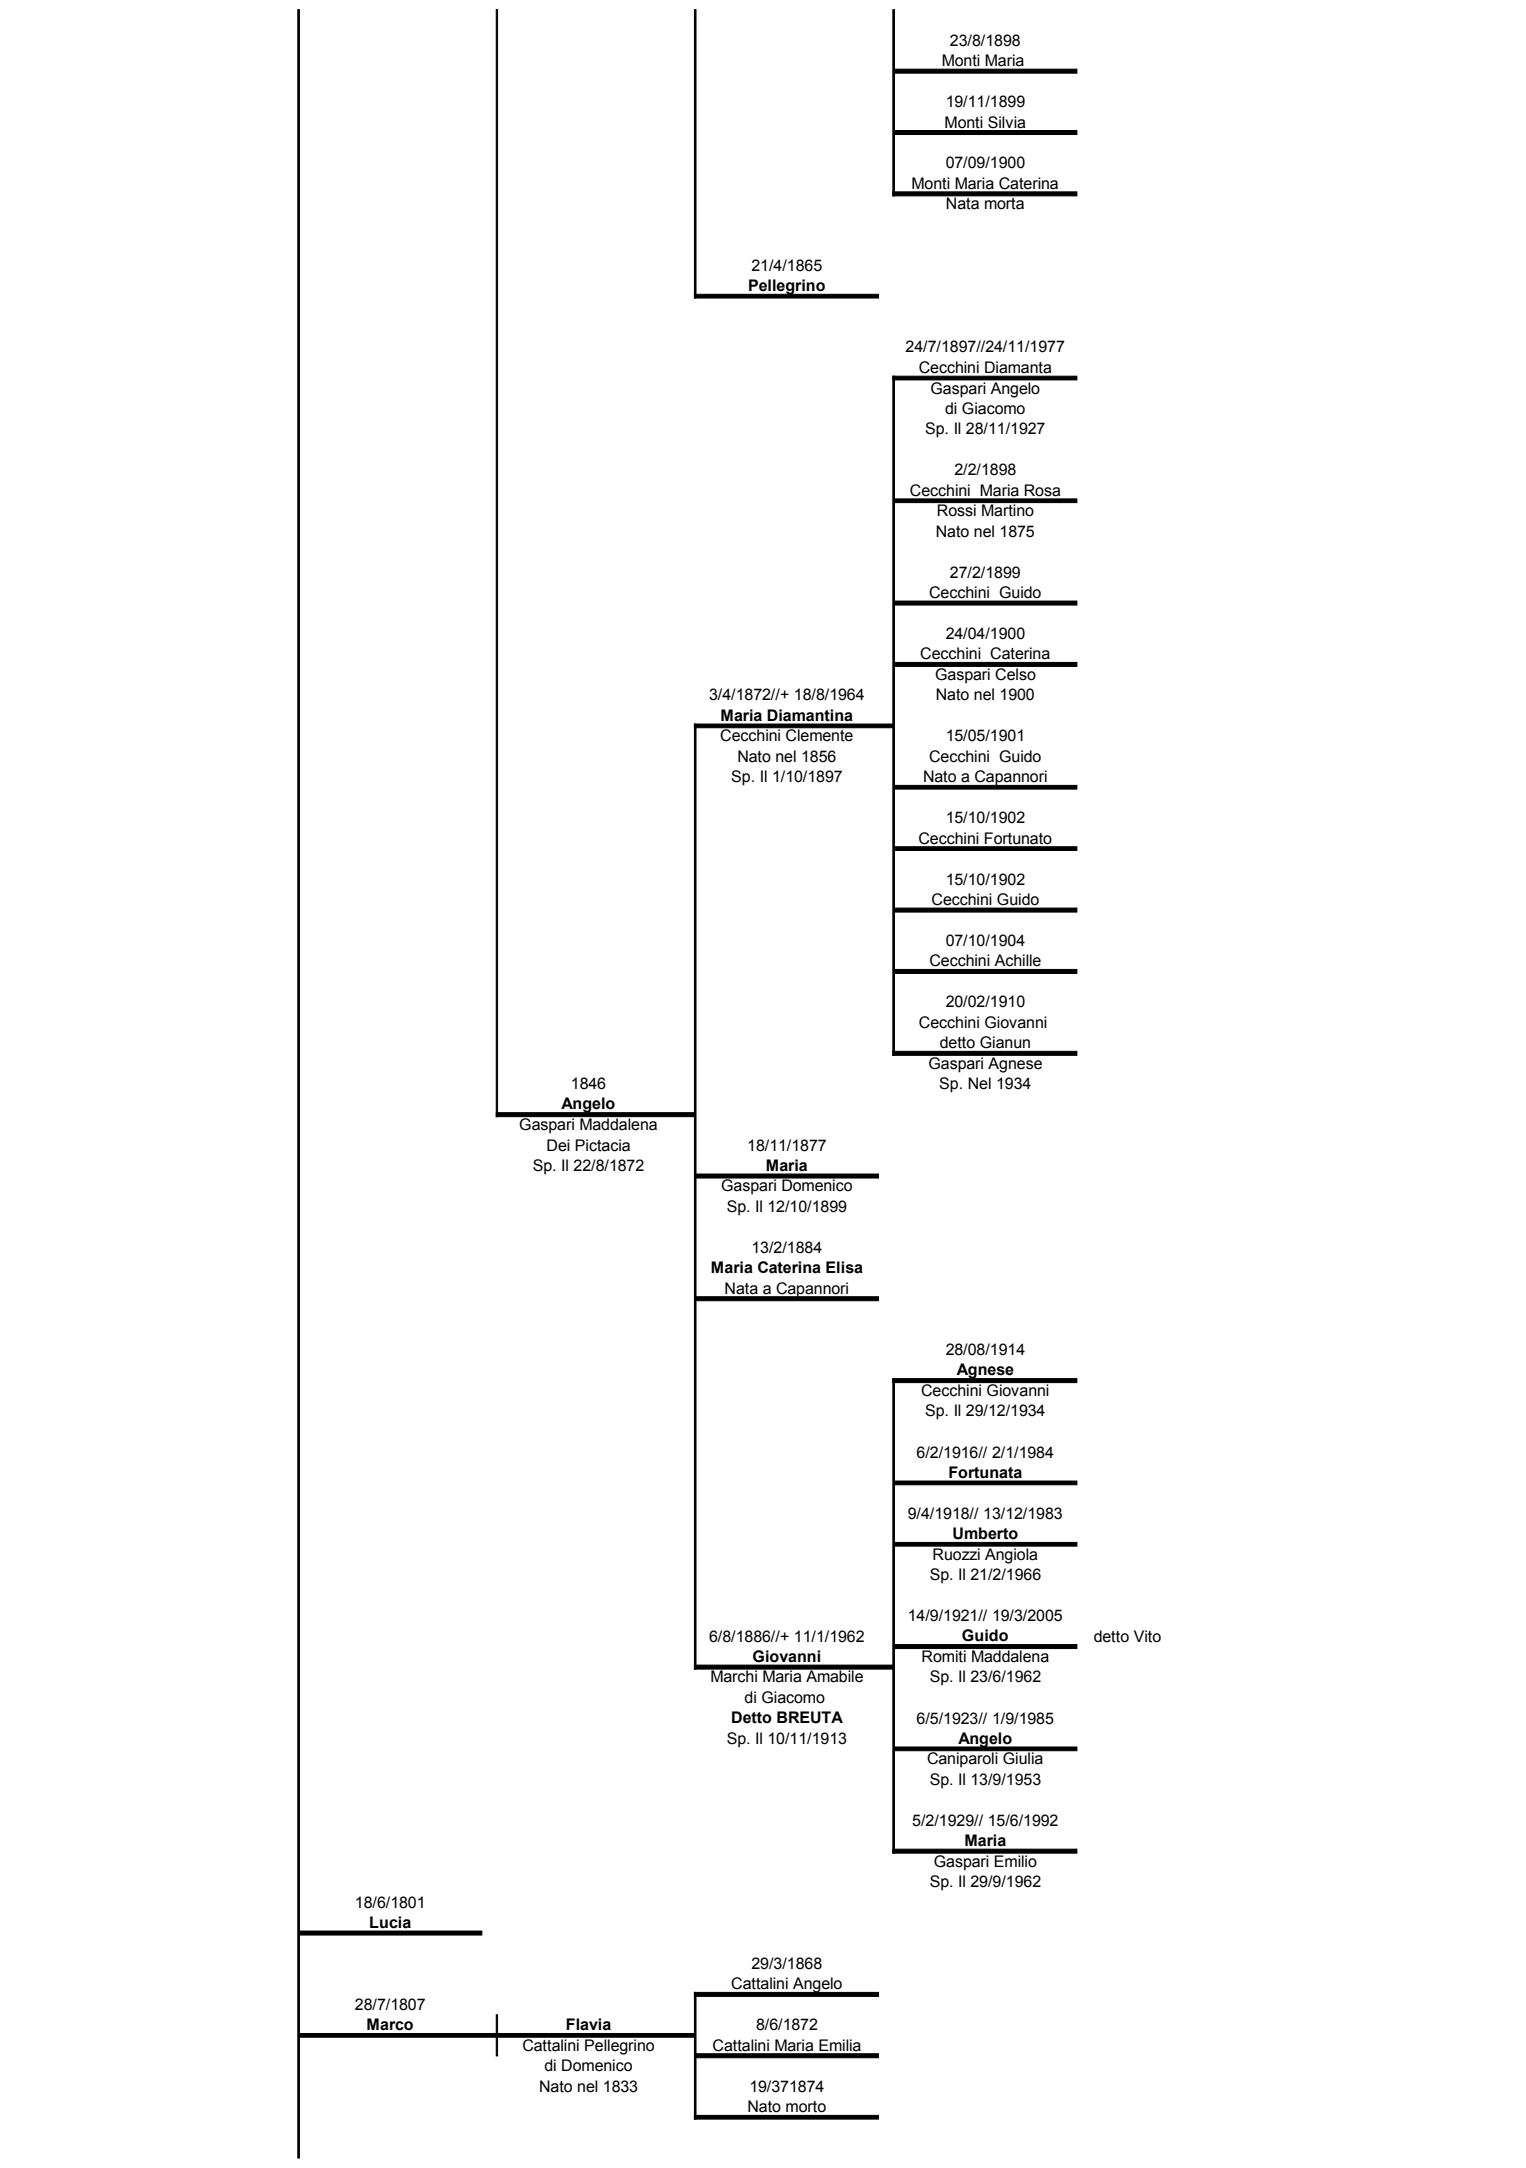 23/8/1898
Monti Maria
19/11/1899
Monti Silvia
07/09/1900
Monti Maria Caterina
Nata morta
21/4/1865
Pellegrino
24/7/1897//24/11/1977
Cecchini Diamanta
Gaspari Angelo
di Giacomo
Sp. Il 28/11/1927
2/2/1898
Cecchini  Maria Rosa
Rossi Martino
Nato nel 1875
27/2/1899
Cecchini  Guido
24/04/1900
Cecchini  Caterina
Gaspari Celso
Nato nel 1900
3/4/1872//+ 18/8/1964
Maria Diamantina
Cecchini Clemente
Nato nel 1856
Sp. Il 1/10/1897
15/05/1901
Cecchini  Guido
Nato a Capannori
15/10/1902
Cecchini Fortunato
15/10/1902
Cecchini Guido
07/10/1904
Cecchini Achille
20/02/1910
Cecchini Giovanni
detto Gianun
Gaspari Agnese
Sp. Nel 1934
1846
Angelo
Gaspari Maddalena
Dei Pictacia
Sp. Il 22/8/1872
18/11/1877
Maria
Gaspari Domenico
Sp. Il 12/10/1899
13/2/1884
Maria Caterina Elisa
Nata a Capannori
28/08/1914
Agnese
Cecchini Giovanni
Sp. Il 29/12/1934
6/2/1916// 2/1/1984
Fortunata
9/4/1918// 13/12/1983
Umberto
Ruozzi Angiola
Sp. Il 21/2/1966
14/9/1921// 19/3/2005
Guido detto Vito
Romiti Maddalena
Sp. Il 23/6/1962
6/8/1886//+ 11/1/1962
Giovanni
Marchi Maria Amabile
di Giacomo
Detto BREUTA
Sp. Il 10/11/1913
6/5/1923// 1/9/1985
Angelo
Caniparoli Giulia
Sp. Il 13/9/1953
5/2/1929// 15/6/1992
Maria
Gaspari Emilio
Sp. Il 29/9/1962
18/6/1801
Lucia
29/3/1868
Cattalini Angelo
28/7/1807
Marco
Flavia
Cattalini Pellegrino
di Domenico
Nato nel 1833
8/6/1872
Cattalini Maria Emilia
19/371874
Nato morto